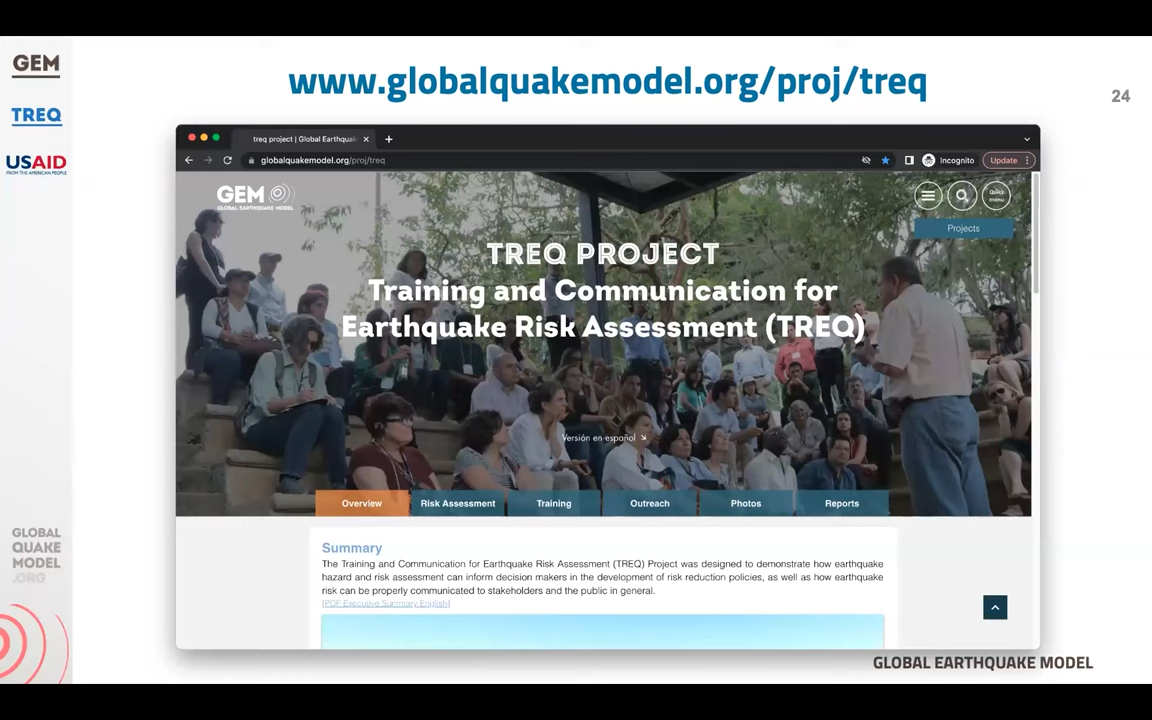 GEM
TREQ
USAID
FROM THE AMERICAN PEOPLE
www.globalquakemodel.org/proj/treq
24
treq project | Global Earthquak
globalquakemodel.org/proj/treq
Incognito
Update
GEM
GLOBAL EARTHQUAKE MODEL
Quick
menu
Projects
TREQ PROJECT
Training and Communication for
Earthquake Risk Assessment (TREQ)
Versión en español
Overview
Risk Assessment
Training
Outreach
Photos
Reports
Summary
The Training and Communication for Earthquake Risk Assessment (TREQ) Project was designed to demonstrate how earthquake
hazard and risk assessment can inform decision makers in the development of risk reduction policies, as well as how earthquake
risk can be properly communicated to stakeholders and the public in general.
[PDF Executive Summary English]
GLOBAL
QUAKE
MODEL
.ORG
GLOBAL EARTHQUAKE MODEL